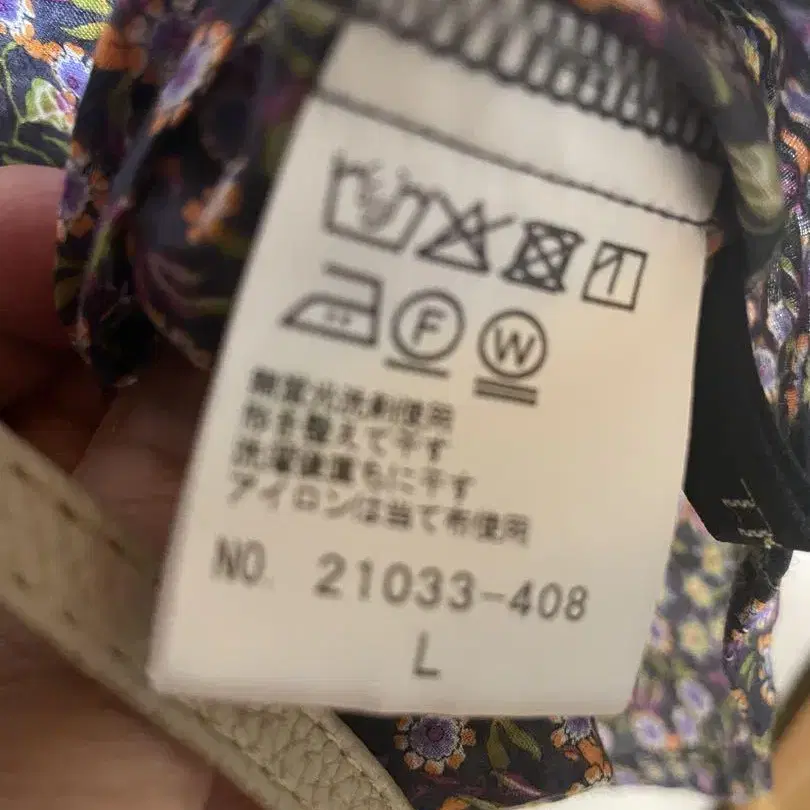 F W
無蛍光洗剤使用
形を整えて干す
洗濯後直ちに干す
アイロンは当て布使用
NO. 21033-408
L